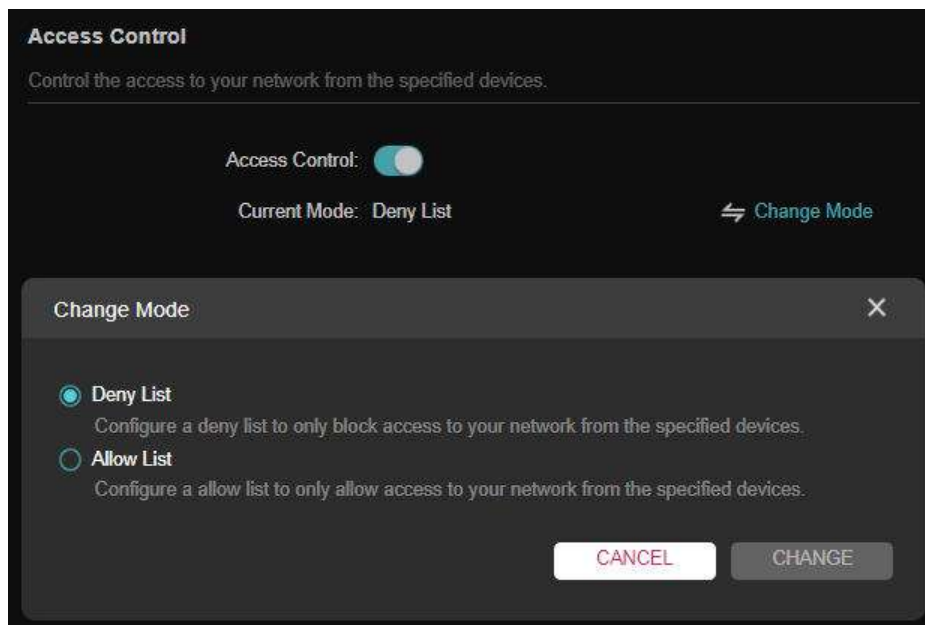 Access Control
Control the access to your network from the specified devices.
Access Control:
Current Mode: Deny List
Change Mode
Change Mode
Deny List
Configure a deny list to only block access to your network from the specified devices.
Allow List
Configure a allow list to only allow access to your network from the specified devices.
CANCEL CHANGE